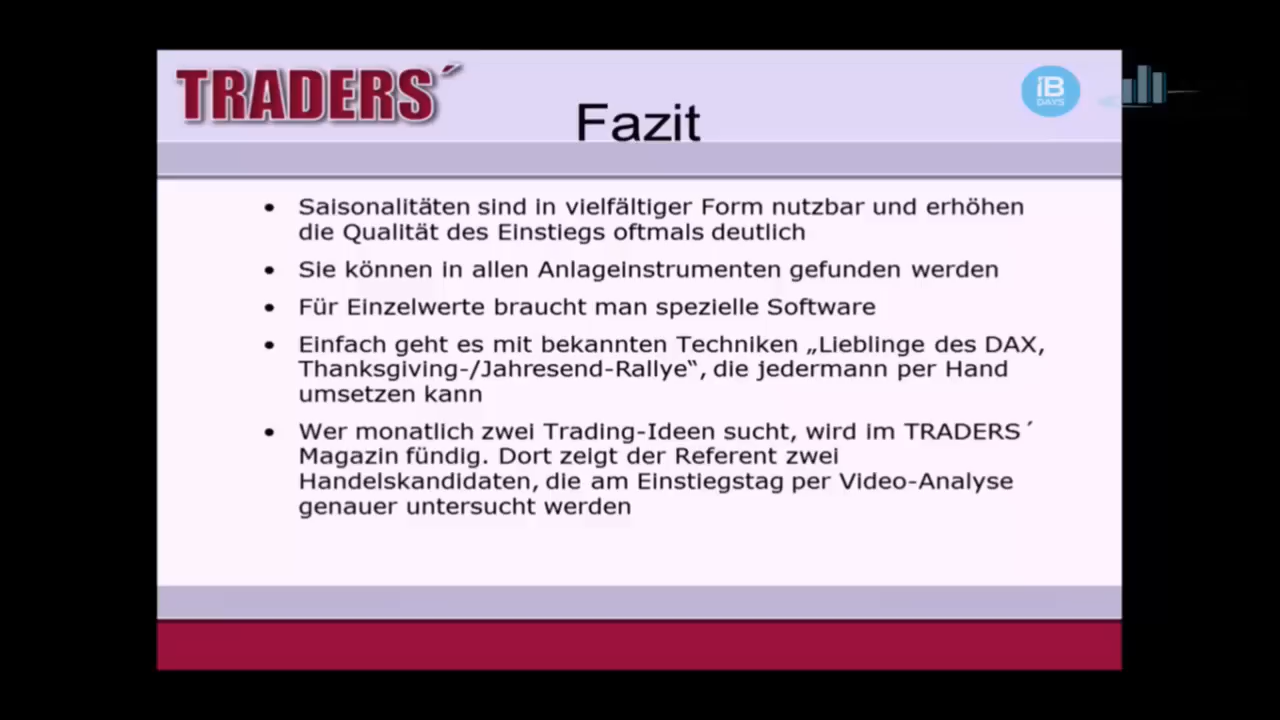 TRADERS´
iB
DAYS
Fazit
• Saisonalitäten sind in vielfältiger Form nutzbar und erhöhen
die Qualität des Einstiegs oftmals deutlich
• Sie können in allen Anlageinstrumenten gefunden werden
• Für Einzelwerte braucht man spezielle Software
• Einfach geht es mit bekannten Techniken „Lieblinge des DAX,
Thanksgiving-/Jahresend-Rallye“, die jedermann per Hand
umsetzen kann
• Wer monatlich zwei Trading-Ideen sucht, wird im TRADERS´
Magazin fündig. Dort zeigt der Referent zwei
Handelskandidaten, die am Einstiegstag per Video-Analyse
genauer untersucht werden